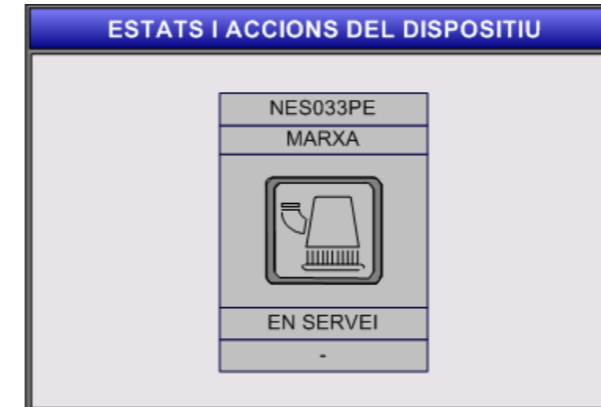 ESTATS I ACCIONS DEL DISPOSITIU
NES033PE
MARXA
EN SERVEI
-